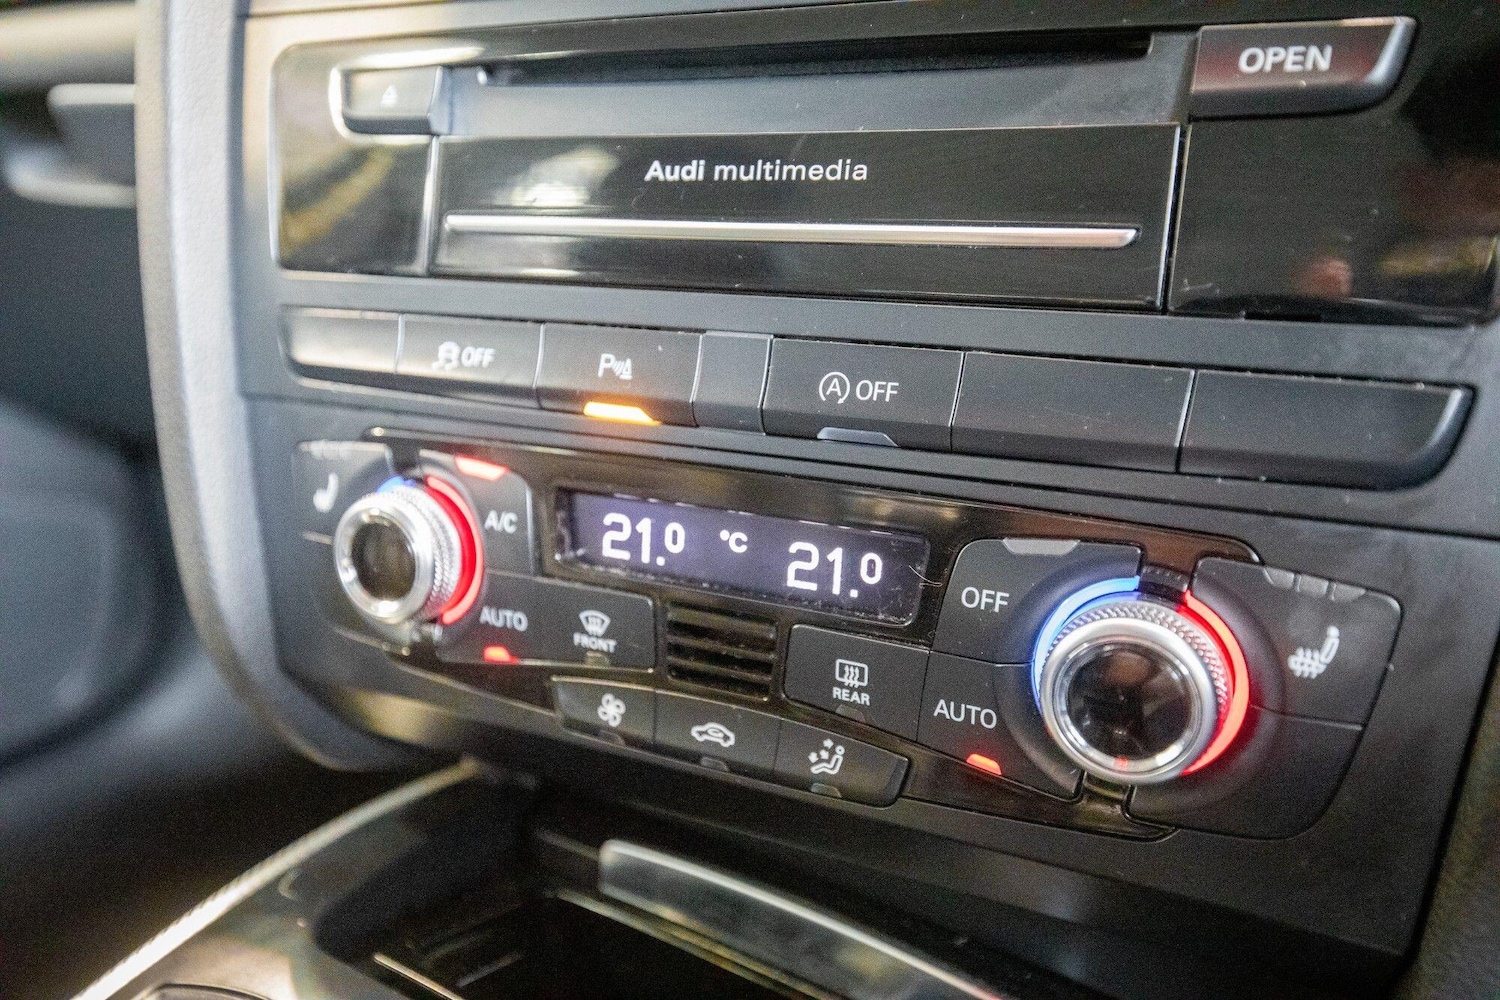 OPEN
Audi multimedia
OFF
P
A OFF
A/C
21.0 °C 21.0
OFF
AUTO
FRONT
REAR
AUTO